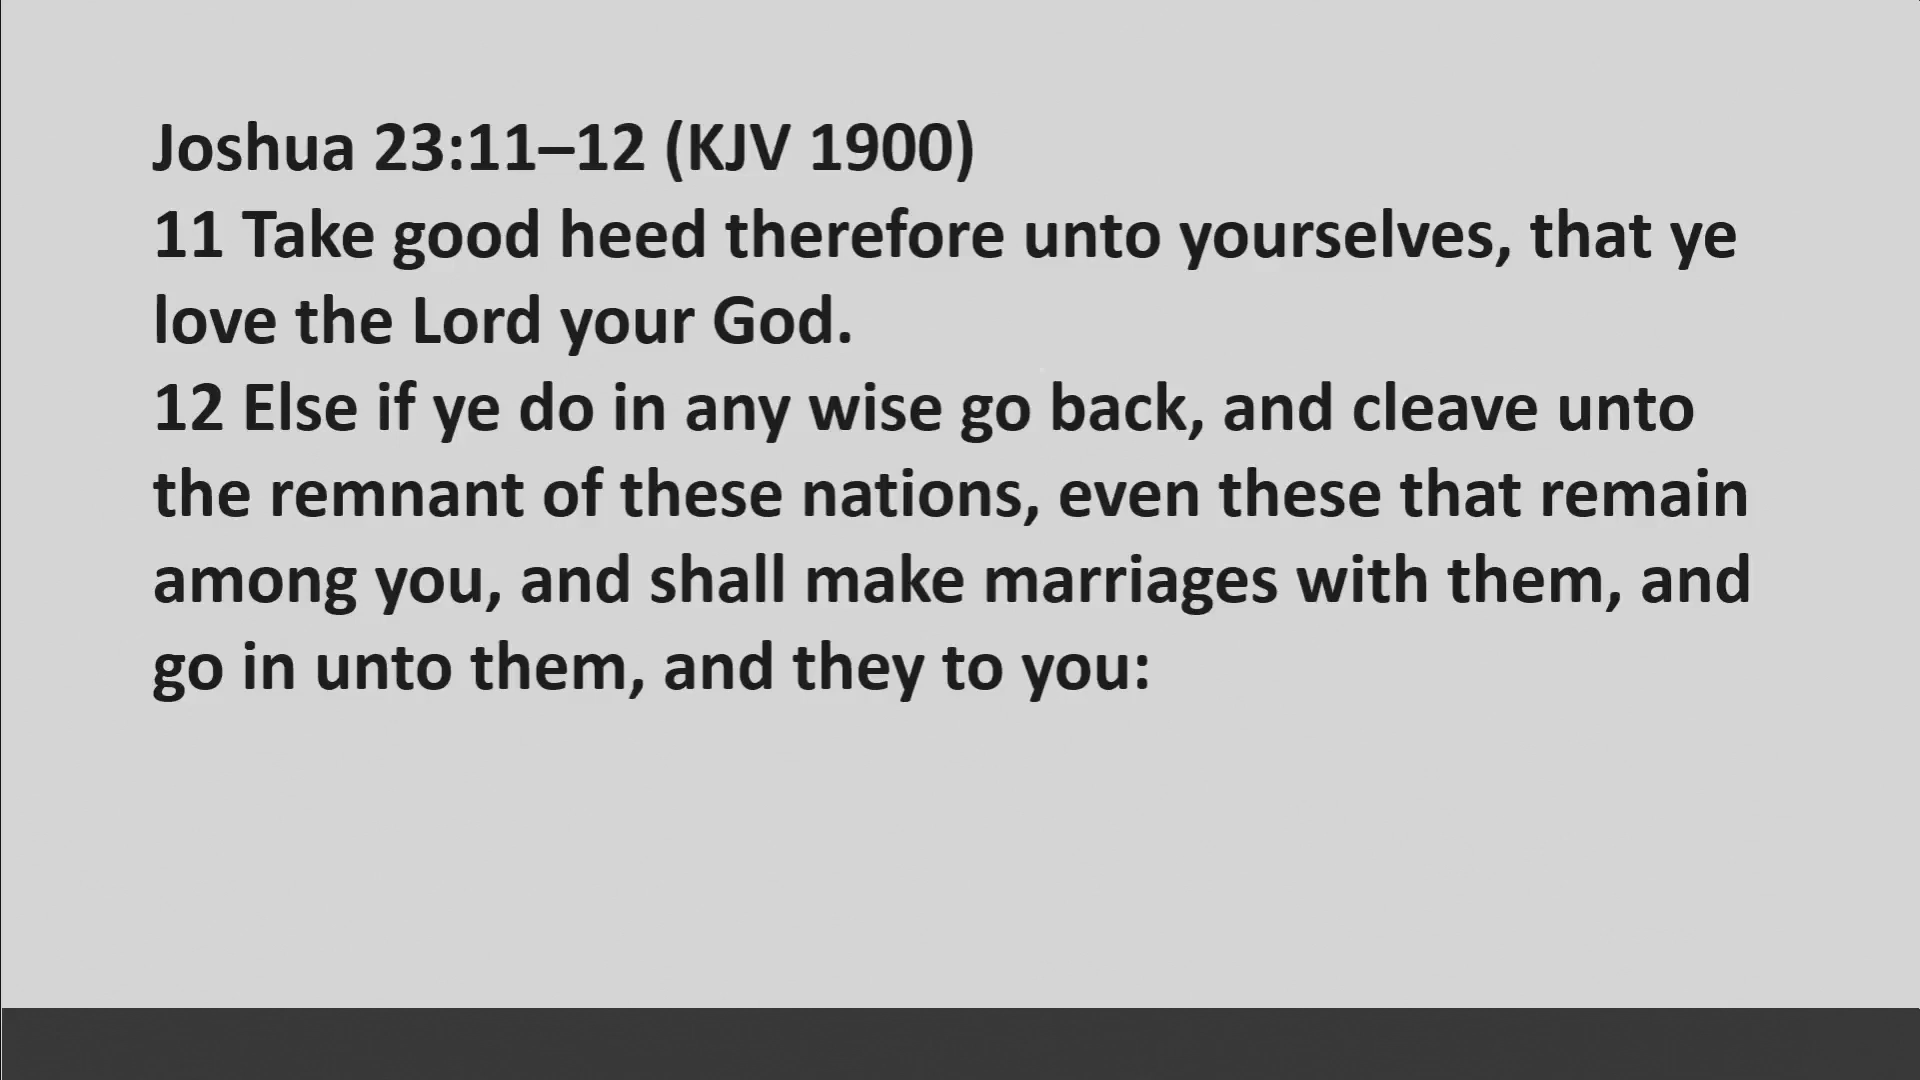 Joshua 23:11–12 (KJV 1900)
11 Take good heed therefore unto yourselves, that ye
love the Lord your God.
12 Else if ye do in any wise go back, and cleave unto
the remnant of these nations, even these that remain
among you, and shall make marriages with them, and
go in unto them, and they to you: